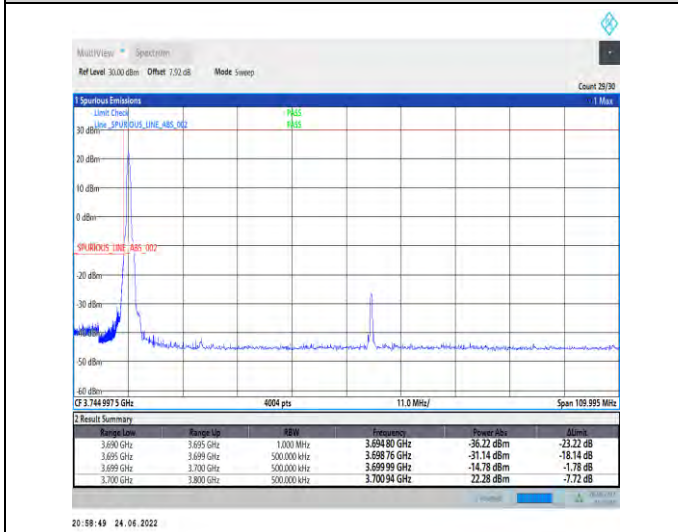 MultiView Spectrum
Ref Level 30.00 dBm Offset 7.92 dB Mode Sweep
Count 29/30
1 Spurious Emissions 1 Max
Limit Check PASS
Line _SPURIOUS_LINE_ABS_002 PASS
30 dBm
20 dBm
10 dBm
0 dBm
_SPURIOUS_LINE_ABS_002
-20 dBm
-30 dBm
-40 dBm
-50 dBm
-60 dBm
CF 3.744 997 5 GHz 4004 pts 11.0 MHz/ Span 109.995 MHz
2 Result Summary
Range Low Range Up RBW Frequency Power Abs ΔLimit
3.690 GHz 3.695 GHz 1.000 MHz 3.694 80 GHz -36.22 dBm -23.22 dB
3.695 GHz 3.699 GHz 500.000 kHz 3.698 76 GHz -31.14 dBm -18.14 dB
3.699 GHz 3.700 GHz 500.000 kHz 3.699 99 GHz -14.78 dBm -1.78 dB
3.700 GHz 3.800 GHz 500.000 kHz 3.700 94 GHz 22.28 dBm -7.72 dB
20:58:49 24.06.2022